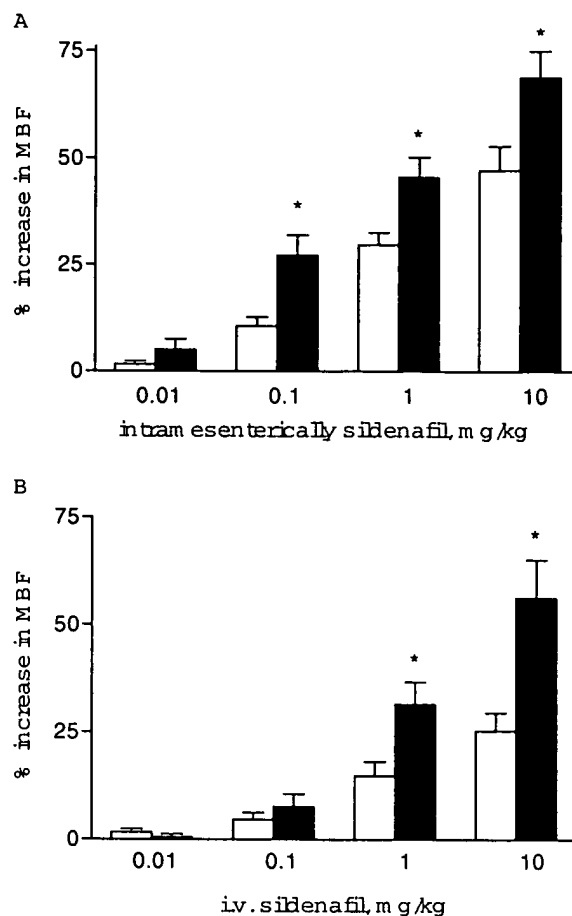 A
75
50
25
0
% increase in MBF
* * * *
0.01 0.1 1 10
intramesenterically sildenafil, mg/kg
B
75
50
25
0
% increase in MBF
* *
0.01 0.1 1 10
i.v. sildenafil, mg/kg